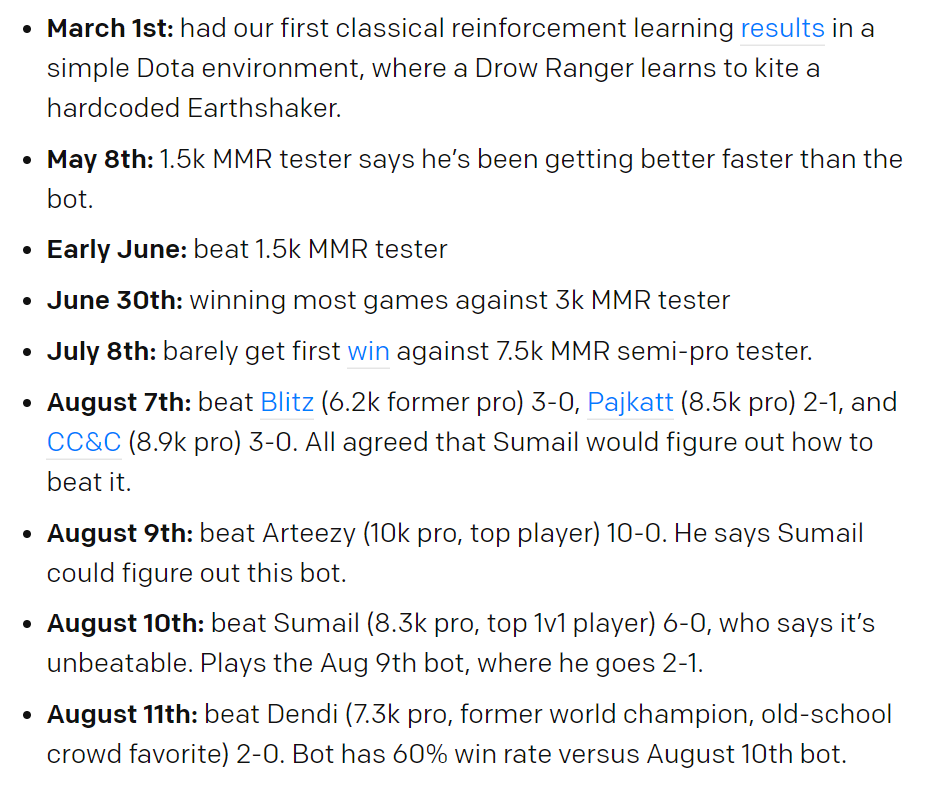 • March 1st: had our first classical reinforcement learning results in a
simple Dota environment, where a Drow Ranger learns to kite a
hardcoded Earthshaker.
• May 8th: 1.5k MMR tester says he’s been getting better faster than the
bot.
• Early June: beat 1.5k MMR tester
• June 30th: winning most games against 3k MMR tester
• July 8th: barely get first win against 7.5k MMR semi-pro tester.
• August 7th: beat Blitz (6.2k former pro) 3-0, Pajkatt (8.5k pro) 2-1, and
CC&C (8.9k pro) 3-0. All agreed that Sumail would figure out how to
beat it.
• August 9th: beat Arteezy (10k pro, top player) 10-0. He says Sumail
could figure out this bot.
• August 10th: beat Sumail (8.3k pro, top 1v1 player) 6-0, who says it’s
unbeatable. Plays the Aug 9th bot, where he goes 2-1.
• August 11th: beat Dendi (7.3k pro, former world champion, old-school
crowd favorite) 2-0. Bot has 60% win rate versus August 10th bot.